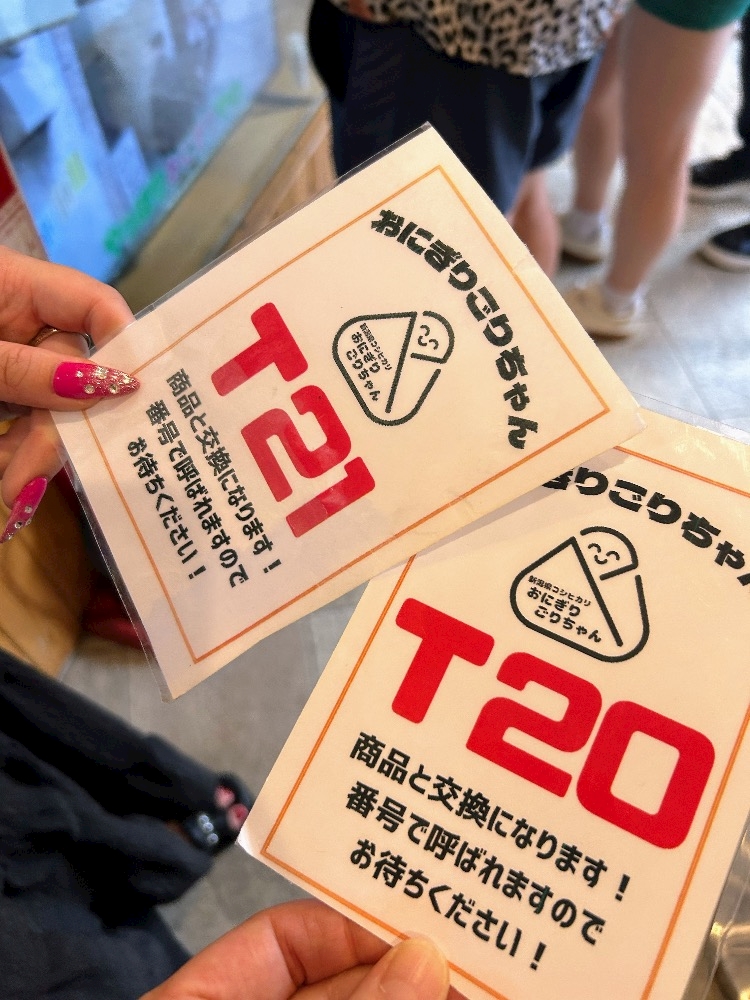 おにぎりごりちゃん
新潟県コシヒカリ
おにぎり
ごりちゃん
T21
商品と交換になります！
番号で呼ばれますので
お待ちください！
ぎりごりちゃん
新潟県コシヒカリ
おにぎり
ごりちゃん
T20
商品と交換になります！
番号で呼ばれますので
お待ちください！